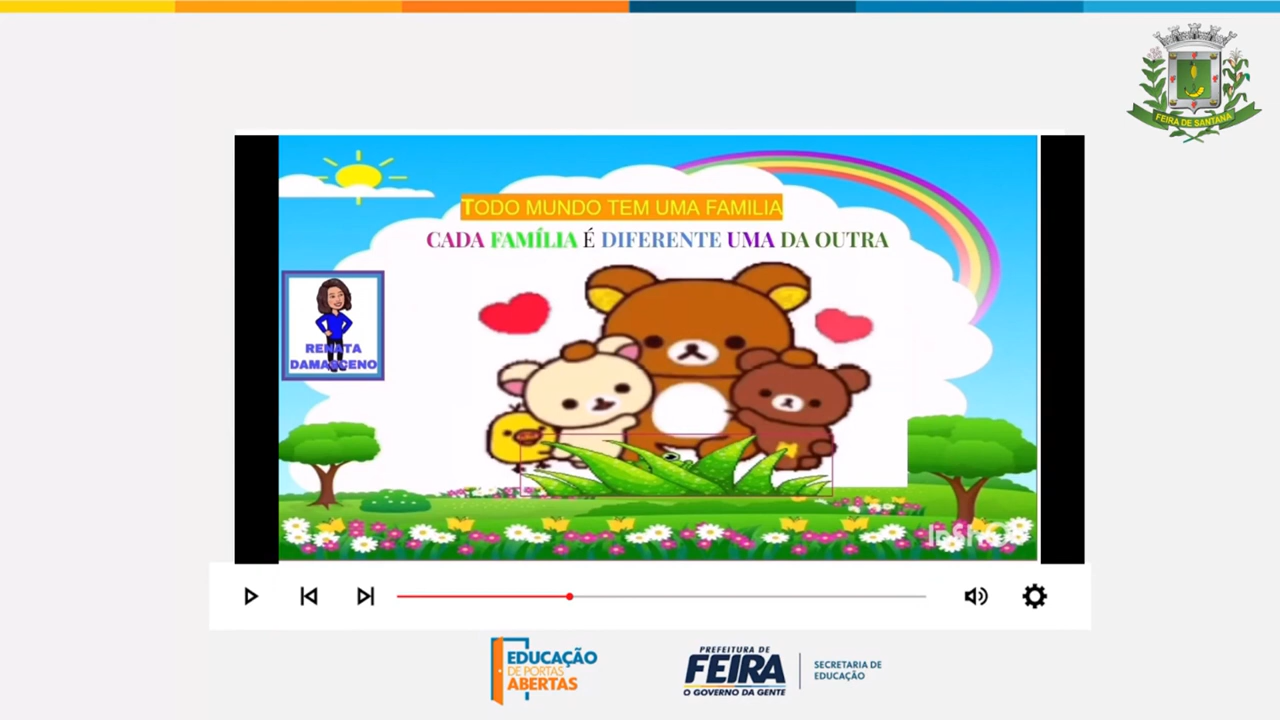 FEIRA DE SANTANA
TODO MUNDO TEM UMA FAMILIA
CADA FAMÍLIA É DIFERENTE UMA DA OUTRA
RENATA
DAMASCENO
EDUCAÇÃO
DE PORTAS
ABERTAS
PREFEITURA DE
FEIRA
O GOVERNO DA GENTE
SECRETARIA DE
EDUCAÇÃO